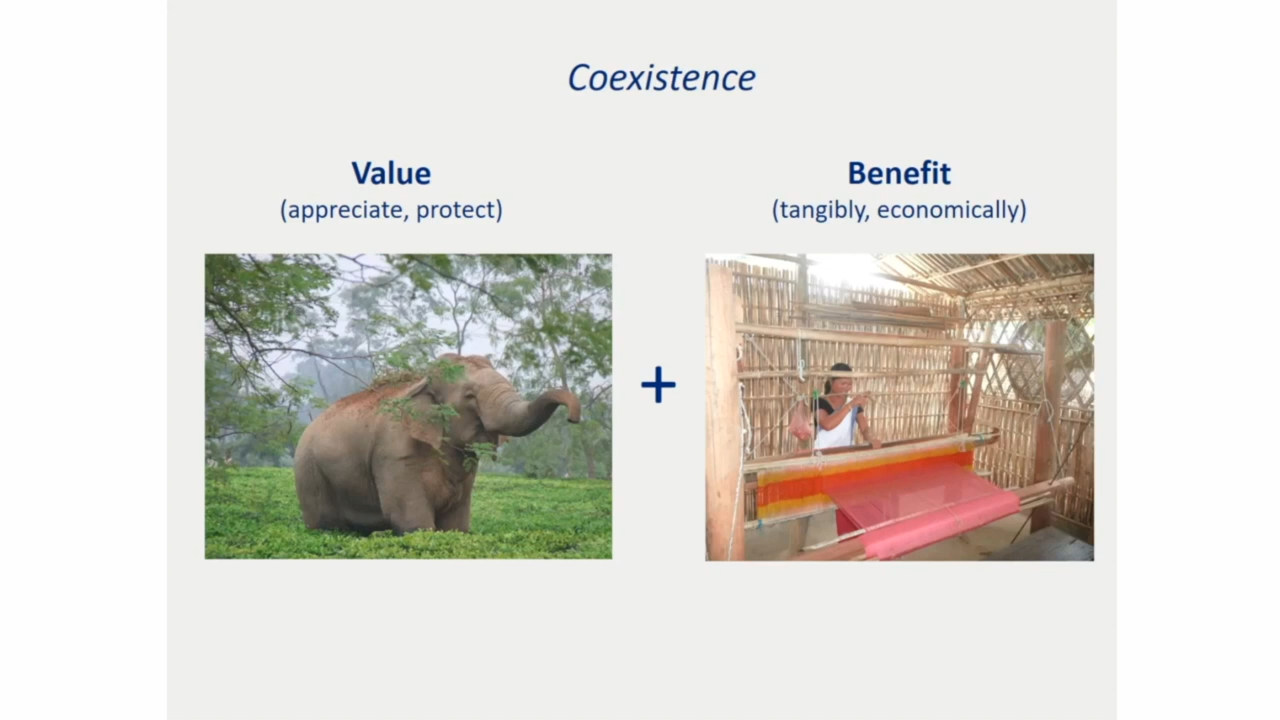 Coexistence
Value
(appreciate, protect)
Benefit
(tangibly, economically)
+